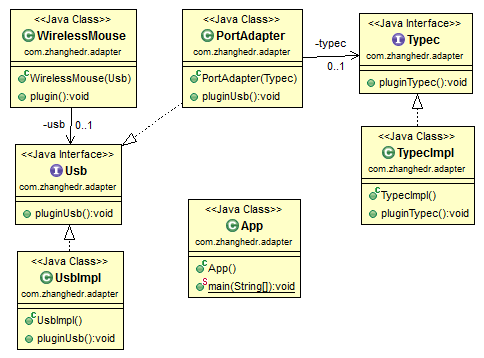 <<Java Class>>
WirelessMouse
com.zhanghedr.adapter
WirelessMouse(Usb)
plugin():void
<<Java Class>>
PortAdapter
com.zhanghedr.adapter
PortAdapter(Typec)
pluginUsb():void
-typec
0..1
<<Java Interface>>
Typec
com.zhanghedr.adapter
pluginTypec():void
-usb
0..1
<<Java Interface>>
Usb
com.zhanghedr.adapter
pluginUsb():void
<<Java Class>>
TypecImpl
com.zhanghedr.adapter
TypecImpl()
pluginTypec():void
<<Java Class>>
App
com.zhanghedr.adapter
App()
main(String[]):void
<<Java Class>>
UsbImpl
com.zhanghedr.adapter
UsbImpl()
pluginUsb():void